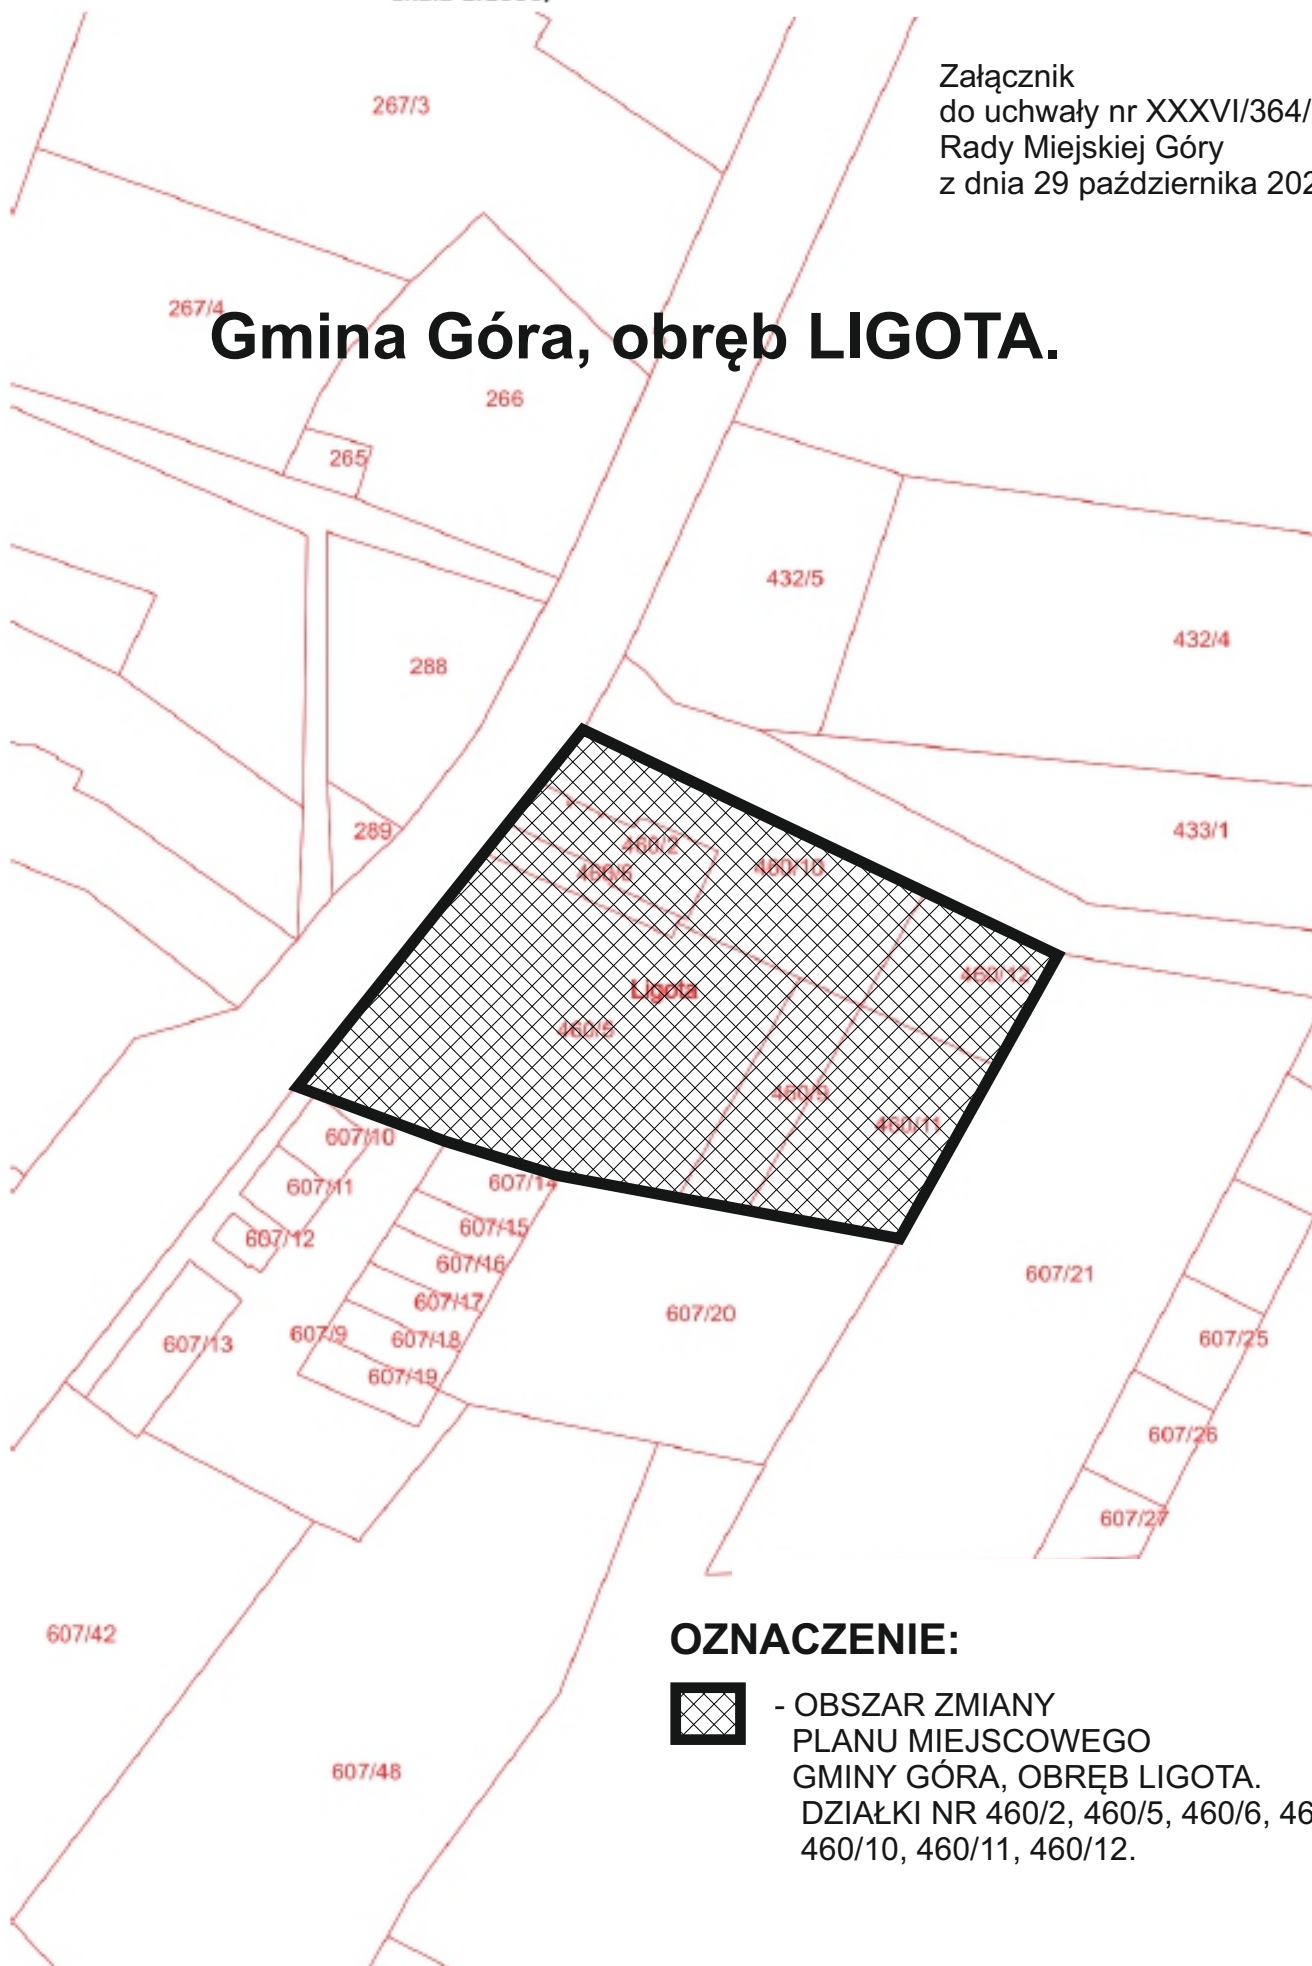 Załącznik
do uchwały nr XXXVI/364/
Rady Miejskiej Góry
z dnia 29 października 202
267/3
267/4
Gmina Góra, obręb LIGOTA.
266
265
432/5
432/4
288
289
433/1
460/2
460/10
460/6
460/12
Ligota
460/5
460/9
460/11
607/10
607/11
607/14
607/12
607/15
607/16
607/21
607/17
607/20
607/13
607/9
607/18
607/25
607/19
607/26
607/27
607/42
OZNACZENIE:
- OBSZAR ZMIANY
PLANU MIEJSCOWEGO
607/48
GMINY GÓRA, OBRĘB LIGOTA.
DZIAŁKI NR 460/2, 460/5, 460/6, 46
460/10, 460/11, 460/12.